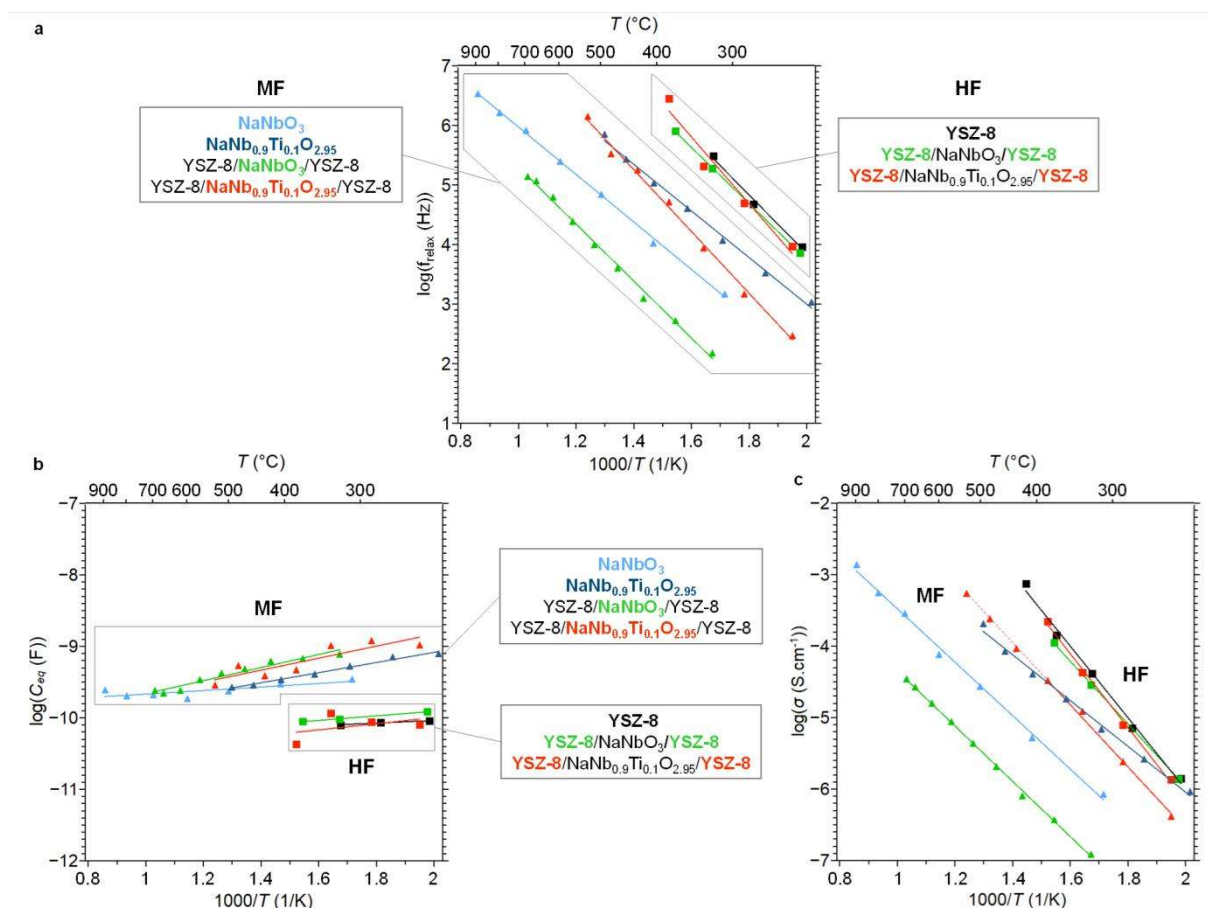 a
T (°C)
900 700 600 500 400 300
MF
NaNbO₃
NaNb₀.₉Ti₀.₁O₂.₉₅
YSZ-8/NaNbO₃/YSZ-8
YSZ-8/NaNb₀.₉Ti₀.₁O₂.₉₅/YSZ-8
HF
YSZ-8
YSZ-8/NaNbO₃/YSZ-8
YSZ-8/NaNb₀.₉Ti₀.₁O₂.₉₅/YSZ-8
log(f_relax (Hz))
7
6
5
4
3
2
1
0.8 1 1.2 1.4 1.6 1.8 2
1000/T (1/K)
b
T (°C)
900 700 600 500 400 300
log(C_eq (F))
−7
−8
−9
−10
−11
−12
MF
HF
0.8 1 1.2 1.4 1.6 1.8 2
1000/T (1/K)
NaNbO₃
NaNb₀.₉Ti₀.₁O₂.₉₅
YSZ-8/NaNbO₃/YSZ-8
YSZ-8/NaNb₀.₉Ti₀.₁O₂.₉₅/YSZ-8
YSZ-8
YSZ-8/NaNbO₃/YSZ-8
YSZ-8/NaNb₀.₉Ti₀.₁O₂.₉₅/YSZ-8
c
T (°C)
900 700 600 500 400 300
log(σ (S.cm⁻¹))
−2
−3
−4
−5
−6
−7
MF
HF
0.8 1 1.2 1.4 1.6 1.8 2
1000/T (1/K)